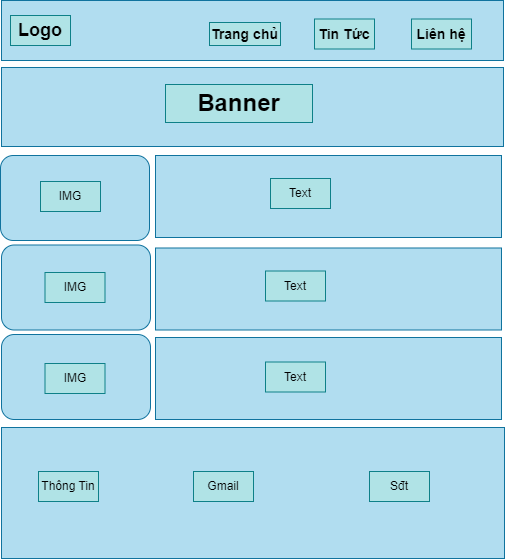 Logo
Trang chủ
Tin Tức
Liên hệ
Banner
IMG
Text
IMG
Text
IMG
Text
Thông Tin
Gmail
Sđt